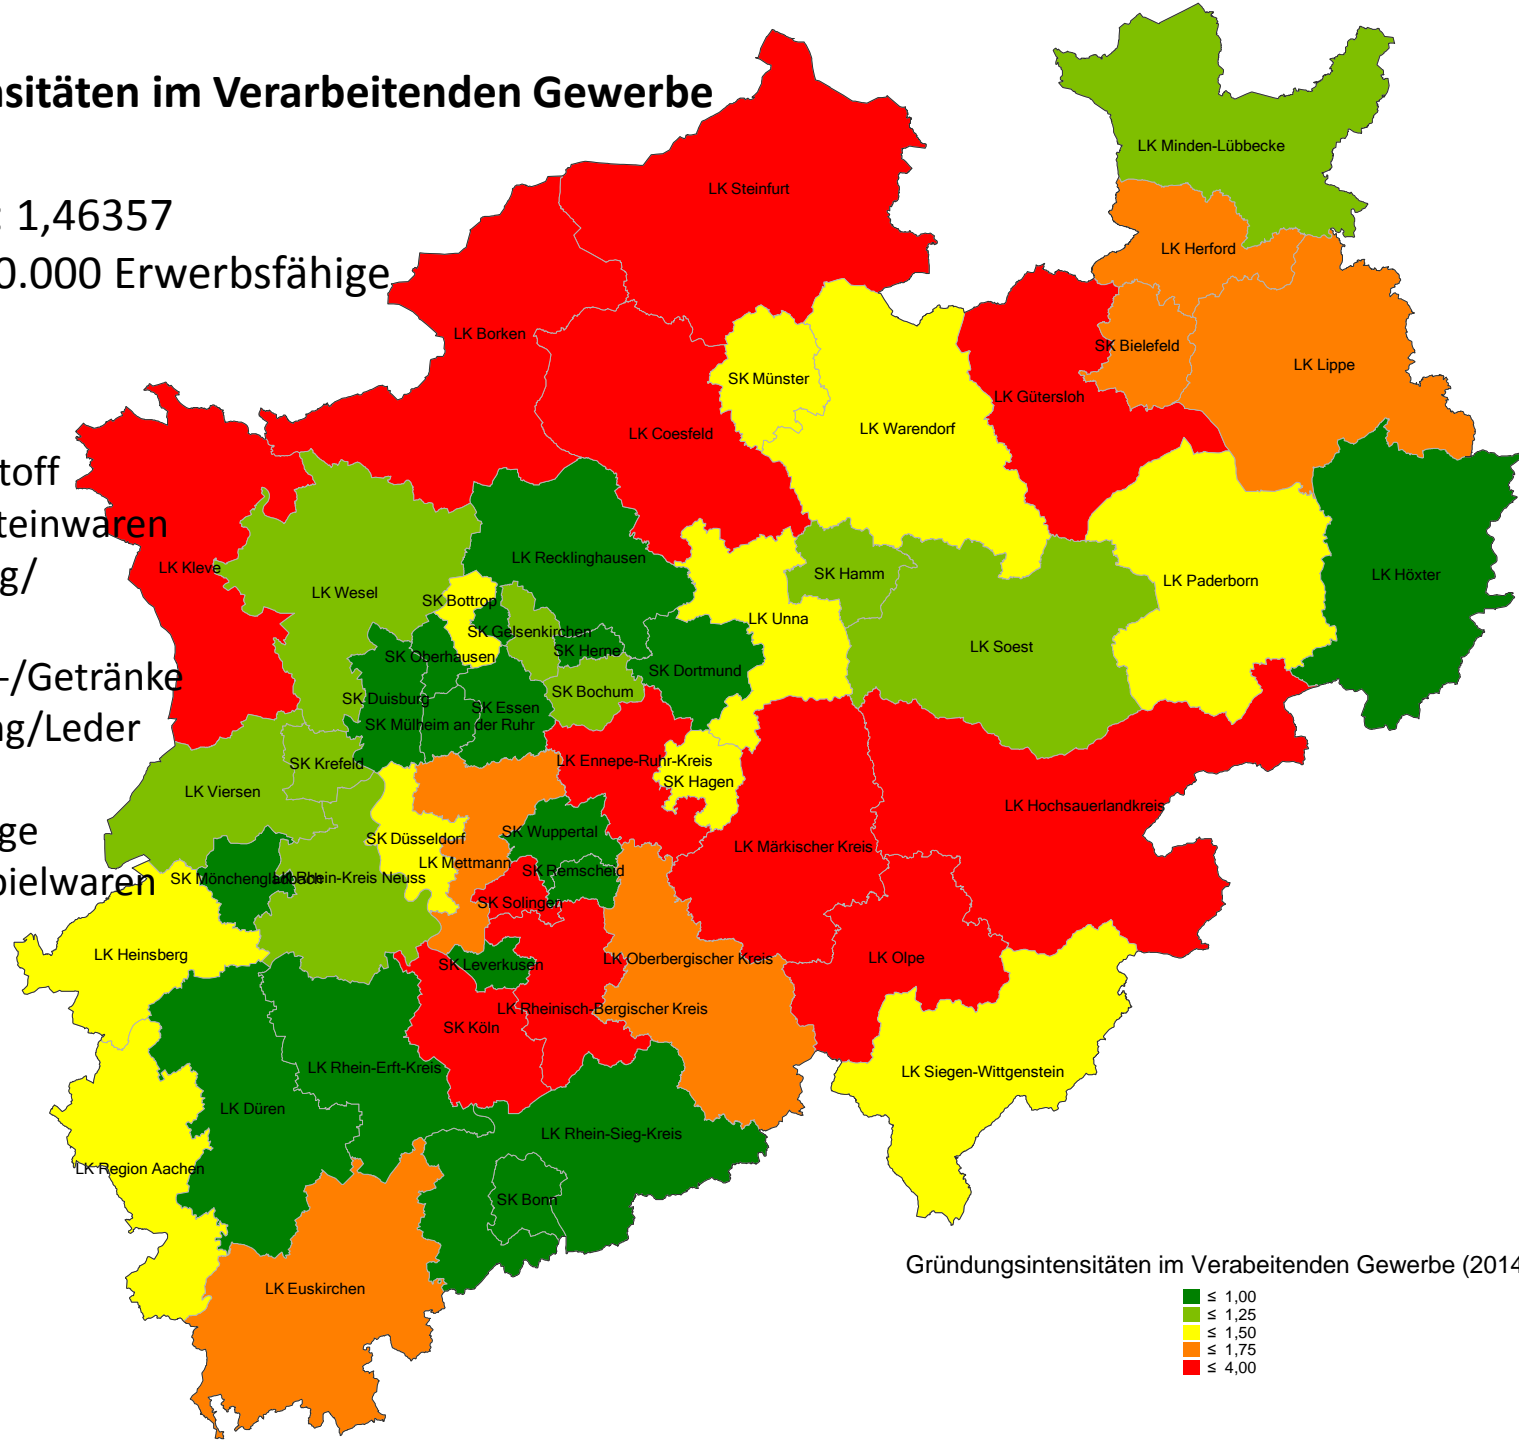 sitäten im Verarbeitenden Gewerbe
: 1,46357
0.000 Erwerbsfähige
toff
teinwaren
g/
-/Getränke
ng/Leder
ge
pielwaren
LK Minden-Lübbecke
LK Steinfurt
LK Herford
LK Borken
SK Bielefeld
LK Lippe
SK Münster
LK Gütersloh
LK Coesfeld
LK Warendorf
LK Recklinghausen
LK Kleve
SK Hamm
LK Paderborn
LK Höxter
LK Wesel
SK Bottrop
LK Unna
SK Gelsenkirchen
LK Soest
SK Herne
SK Oberhausen
SK Dortmund
SK Bochum
SK Duisburg
SK Essen
SK Mülheim an der Ruhr
LK Ennepe-Ruhr-Kreis
SK Krefeld
SK Hagen
LK Viersen
LK Hochsauerlandkreis
SK Wuppertal
SK Düsseldorf
LK Märkischer Kreis
LK Mettmann
SK Remscheid
SK Mönchengladbach
LK Rhein-Kreis Neuss
SK Solingen
LK Heinsberg
LK Oberbergischer Kreis
LK Olpe
SK Leverkusen
LK Rheinisch-Bergischer Kreis
SK Köln
LK Rhein-Erft-Kreis
LK Siegen-Wittgenstein
LK Düren
LK Rhein-Sieg-Kreis
LK Region Aachen
SK Bonn
LK Euskirchen
Gründungsintensitäten im Verabeitenden Gewerbe (2014
≤ 1,00
≤ 1,25
≤ 1,50
≤ 1,75
≤ 4,00